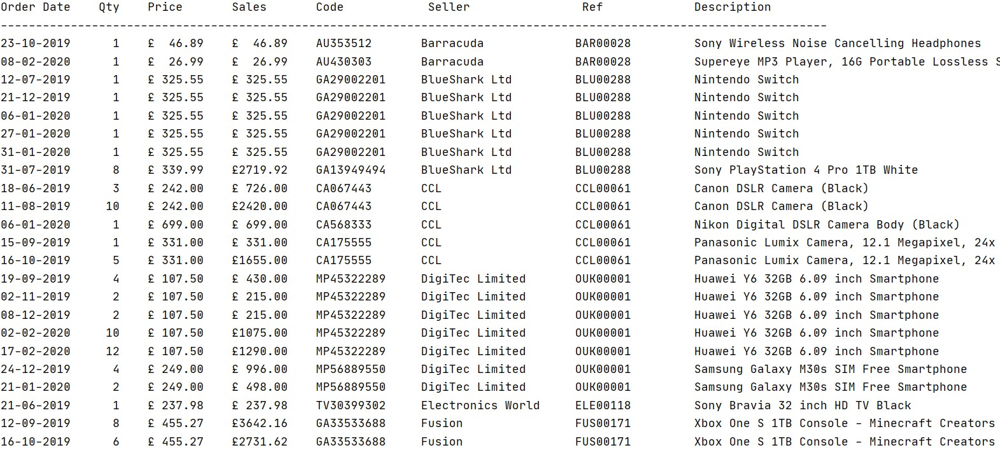 Order Date    Qty    Price       Sales       Code            Seller                Ref             Description
----------------------------------------------------------------------------------------------------------------------
23-10-2019      1    £  46.89    £  46.89    AU353512       Barracuda             BAR00028         Sony Wireless Noise Cancelling Headphones
08-02-2020      1    £  26.99    £  26.99    AU430303       Barracuda             BAR00028         Supereye MP3 Player, 16G Portable Lossless S
12-07-2019      1    £ 325.55    £ 325.55    GA29002201     BlueShark Ltd         BLU00288         Nintendo Switch
21-12-2019      1    £ 325.55    £ 325.55    GA29002201     BlueShark Ltd         BLU00288         Nintendo Switch
06-01-2020      1    £ 325.55    £ 325.55    GA29002201     BlueShark Ltd         BLU00288         Nintendo Switch
27-01-2020      1    £ 325.55    £ 325.55    GA29002201     BlueShark Ltd         BLU00288         Nintendo Switch
31-01-2020      1    £ 325.55    £ 325.55    GA29002201     BlueShark Ltd         BLU00288         Nintendo Switch
31-07-2019      8    £ 339.99    £2719.92    GA13949494     BlueShark Ltd         BLU00288         Sony PlayStation 4 Pro 1TB White
18-06-2019      3    £ 242.00    £ 726.00    CA067443       CCL                   CCL00061         Canon DSLR Camera (Black)
11-08-2019     10    £ 242.00    £2420.00    CA067443       CCL                   CCL00061         Canon DSLR Camera (Black)
06-01-2020      1    £ 699.00    £ 699.00    CA568333       CCL                   CCL00061         Nikon Digital DSLR Camera Body (Black)
15-09-2019      1    £ 331.00    £ 331.00    CA175555       CCL                   CCL00061         Panasonic Lumix Camera, 12.1 Megapixel, 24x
16-10-2019      5    £ 331.00    £1655.00    CA175555       CCL                   CCL00061         Panasonic Lumix Camera, 12.1 Megapixel, 24x
19-09-2019      4    £ 107.50    £ 430.00    MP45322289     DigiTec Limited       OUK00001         Huawei Y6 32GB 6.09 inch Smartphone
02-11-2019      2    £ 107.50    £ 215.00    MP45322289     DigiTec Limited       OUK00001         Huawei Y6 32GB 6.09 inch Smartphone
08-12-2019      2    £ 107.50    £ 215.00    MP45322289     DigiTec Limited       OUK00001         Huawei Y6 32GB 6.09 inch Smartphone
02-02-2020     10    £ 107.50    £1075.00    MP45322289     DigiTec Limited       OUK00001         Huawei Y6 32GB 6.09 inch Smartphone
17-02-2020     12    £ 107.50    £1290.00    MP45322289     DigiTec Limited       OUK00001         Huawei Y6 32GB 6.09 inch Smartphone
24-12-2019      4    £ 249.00    £ 996.00    MP56889550     DigiTec Limited       OUK00001         Samsung Galaxy M30s SIM Free Smartphone
21-01-2020      2    £ 249.00    £ 498.00    MP56889550     DigiTec Limited       OUK00001         Samsung Galaxy M30s SIM Free Smartphone
21-06-2019      1    £ 237.98    £ 237.98    TV30399302     Electronics World     ELE00118         Sony Bravia 32 inch HD TV Black
12-09-2019      8    £ 455.27    £3642.16    GA33533688     Fusion                FUS00171         Xbox One S 1TB Console - Minecraft Creators
16-10-2019      6    £ 455.27    £2731.62    GA33533688     Fusion                FUS00171         Xbox One S 1TB Console - Minecraft Creators